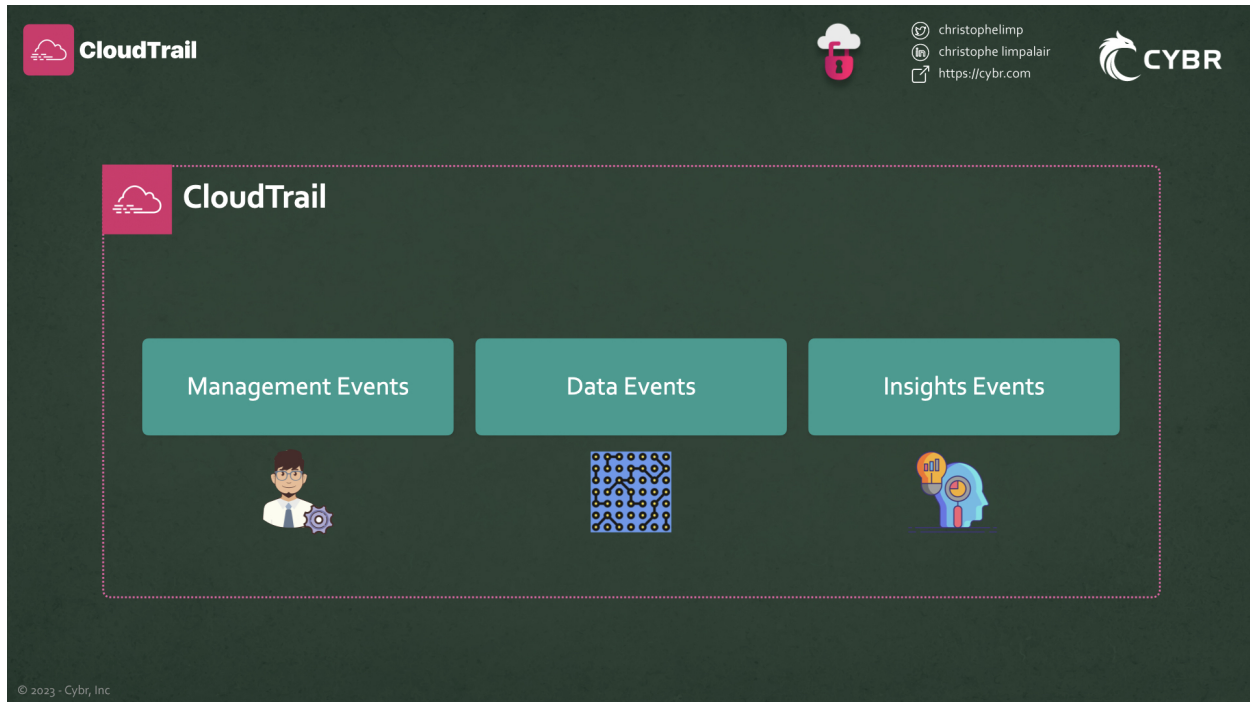 CloudTrail
christophelimp
christophe limpalair
https://cybr.com
CYBR
CloudTrail
Management Events
Data Events
Insights Events
© 2023 - Cybr, Inc